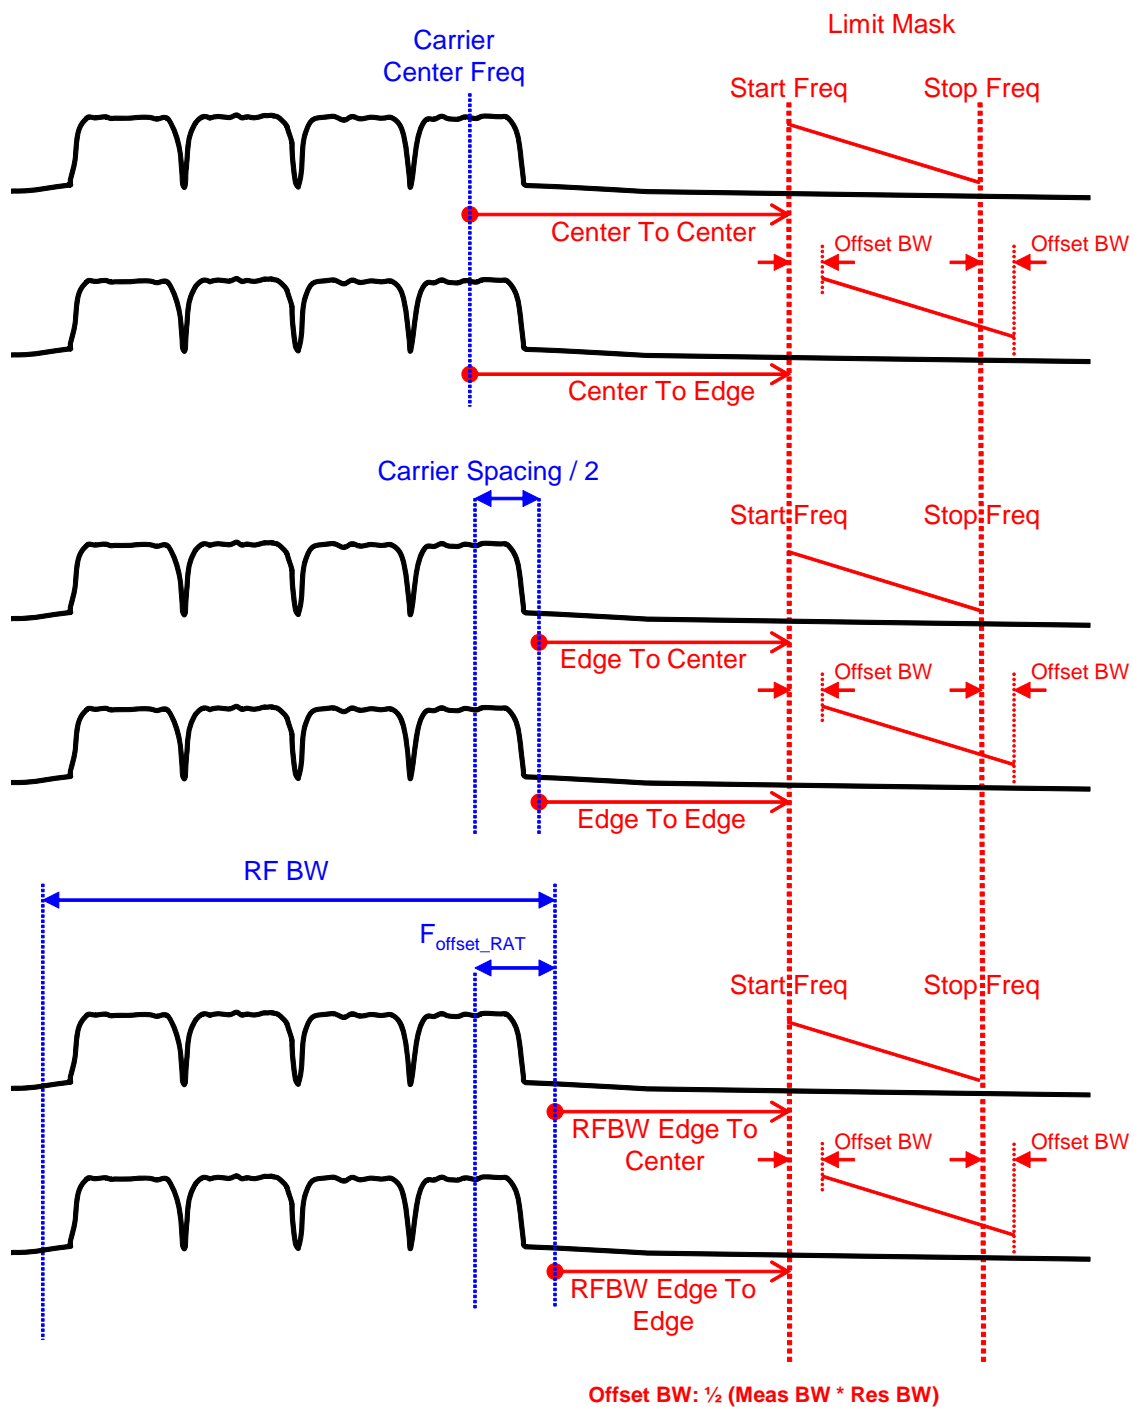 Limit Mask
Carrier
Center Freq
Start Freq
Stop Freq
Center To Center
Offset BW
Offset BW
Center To Edge
Carrier Spacing / 2
Start Freq
Stop Freq
Edge To Center
Offset BW
Offset BW
Edge To Edge
RF BW
Foffset_RAT
Start Freq
Stop Freq
RFBW Edge To
Center
Offset BW
Offset BW
RFBW Edge To
Edge
Offset BW: ½ (Meas BW * Res BW)